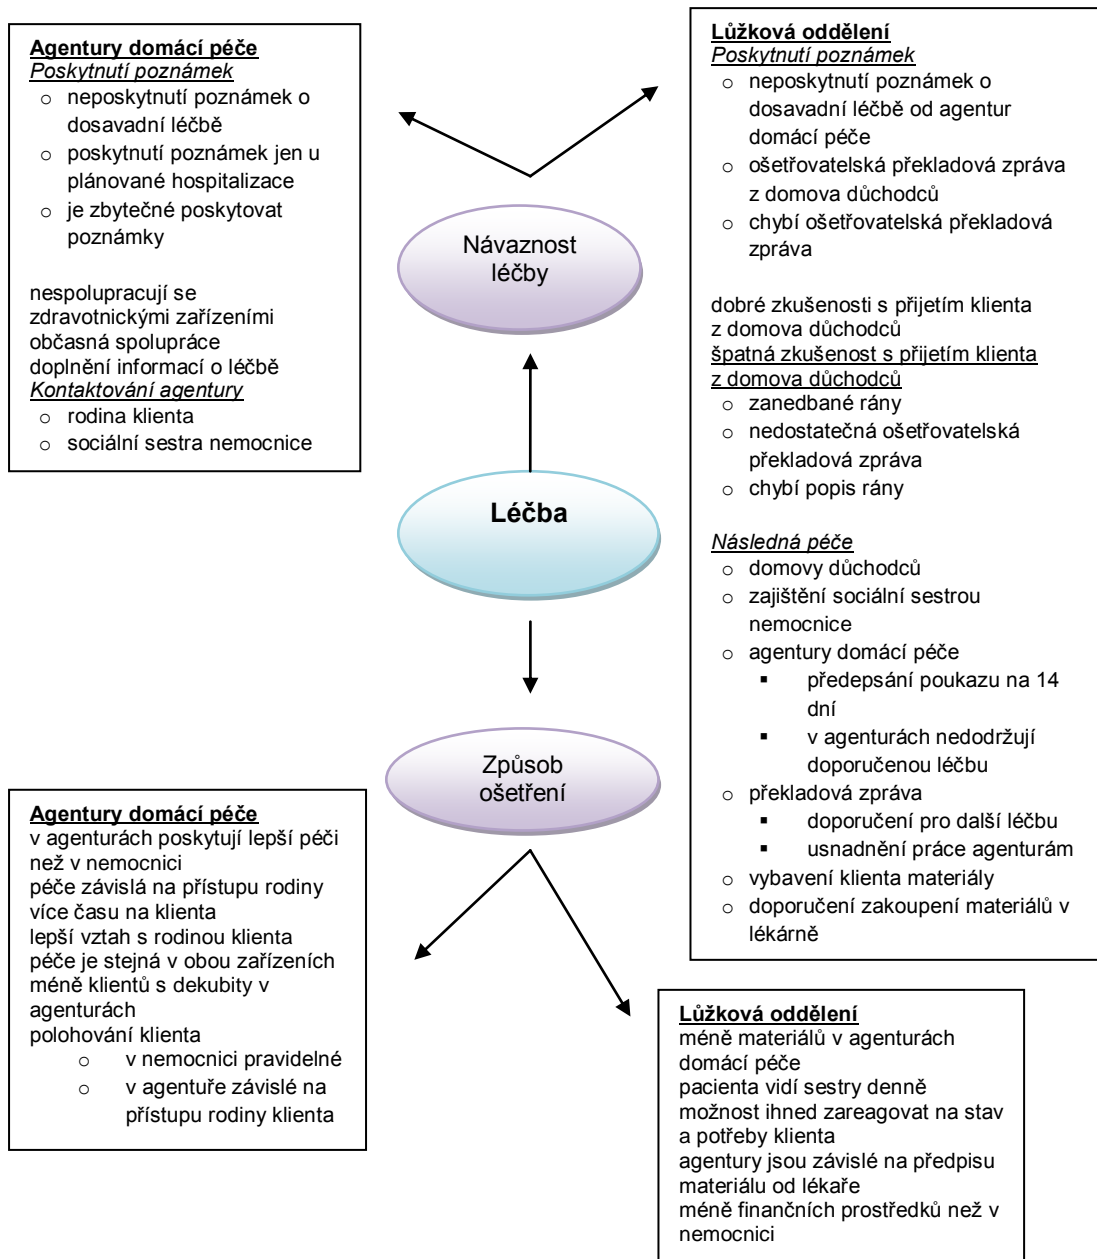 Agentury domácí péče
Poskytnutí poznámek
o neposkytnutí poznámek o
dosavadní léčbě
o poskytnutí poznámek jen u
plánované hospitalizace
o je zbytečné poskytovat
poznámky
nespolupracují se
zdravotnickými zařízeními
občasná spolupráce
doplnění informací o léčbě
Kontaktování agentury
o rodina klienta
o sociální sestra nemocnice
Lůžková oddělení
Poskytnutí poznámek
o neposkytnutí poznámek o
dosavadní léčbě od agentur
domácí péče
o ošetřovatelská překladová zpráva
z domova důchodců
o chybí ošetřovatelská překladová
zpráva
dobré zkušenosti s přijetím klienta
z domova důchodců
špatná zkušenost s přijetím klienta
z domova důchodců
o zanedbané rány
o nedostatečná ošetřovatelská
překladová zpráva
o chybí popis rány
Následná péče
o domovy důchodců
o zajištění sociální sestrou
nemocnice
o agentury domácí péče
▪ předepsání poukazu na 14
dní
▪ v agenturách nedodržují
doporučenou léčbu
o překladová zpráva
▪ doporučení pro další léčbu
▪ usnadnění práce agenturám
o vybavení klienta materiály
o doporučení zakoupení materiálů v
lékárně
Návaznost
léčby
Léčba
Způsob
ošetření
Agentury domácí péče
v agenturách poskytují lepší péči
než v nemocnici
péče závislá na přístupu rodiny
více času na klienta
lepší vztah s rodinou klienta
péče je stejná v obou zařízeních
méně klientů s dekubity v
agenturách
polohování klienta
o v nemocnici pravidelné
o v agentuře závislé na
přístupu rodiny klienta
Lůžková oddělení
méně materiálů v agenturách
domácí péče
pacienta vidí sestry denně
možnost ihned zareagovat na stav
a potřeby klienta
agentury jsou závislé na předpisu
materiálu od lékaře
méně finančních prostředků než v
nemocnici